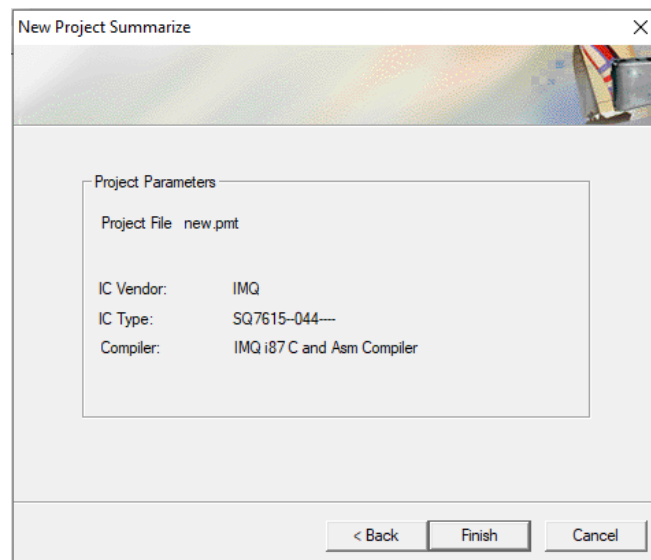 New Project Summarize
Project Parameters
Project File new.pmt
IC Vendor: IMQ
IC Type: SQ7615--044----
Compiler: IMQ i87 C and Asm Compiler
< Back Finish Cancel